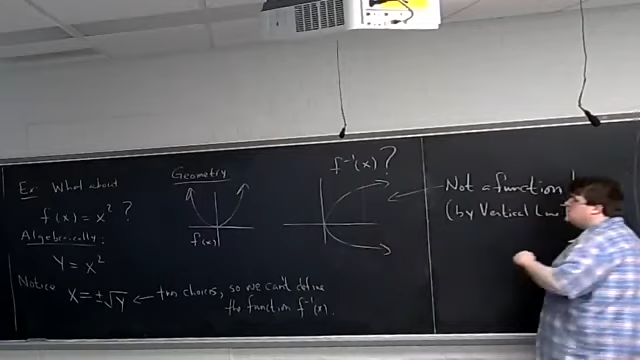 Ex: What about
f(x) = x² ?
Algebraically:
y = x²
Notice
x = ±√y ← two choices, so we can't define
the function f⁻¹(x).
Geometry
f(x)
f⁻¹(x)?
Not a function!
(by Vertical Line